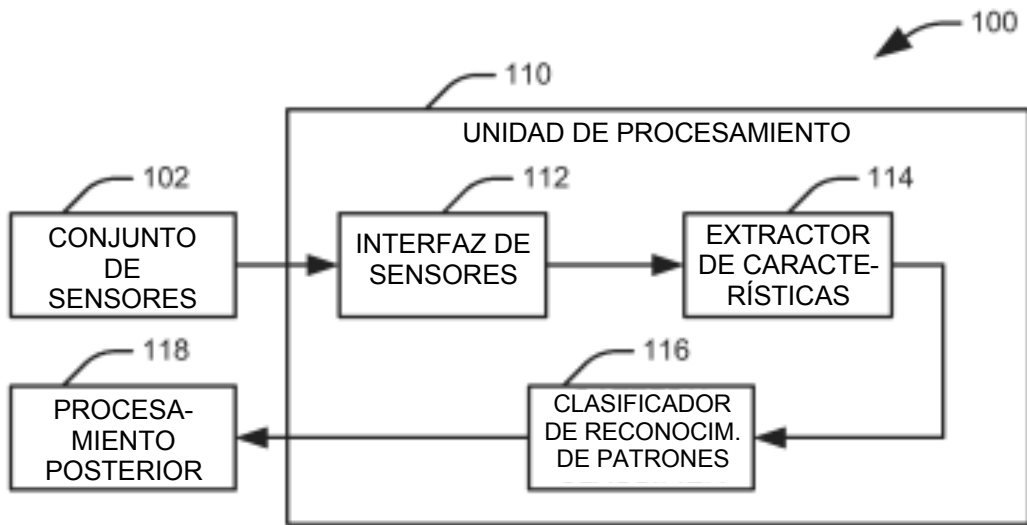 100
110
UNIDAD DE PROCESAMIENTO
102
CONJUNTO
DE
SENSORES
112
INTERFAZ DE
SENSORES
114
EXTRACTOR
DE CARACTE-
RÍSTICAS
118
PROCESA-
MIENTO
POSTERIOR
116
CLASIFICADOR
DE RECONOCIM.
DE PATRONES